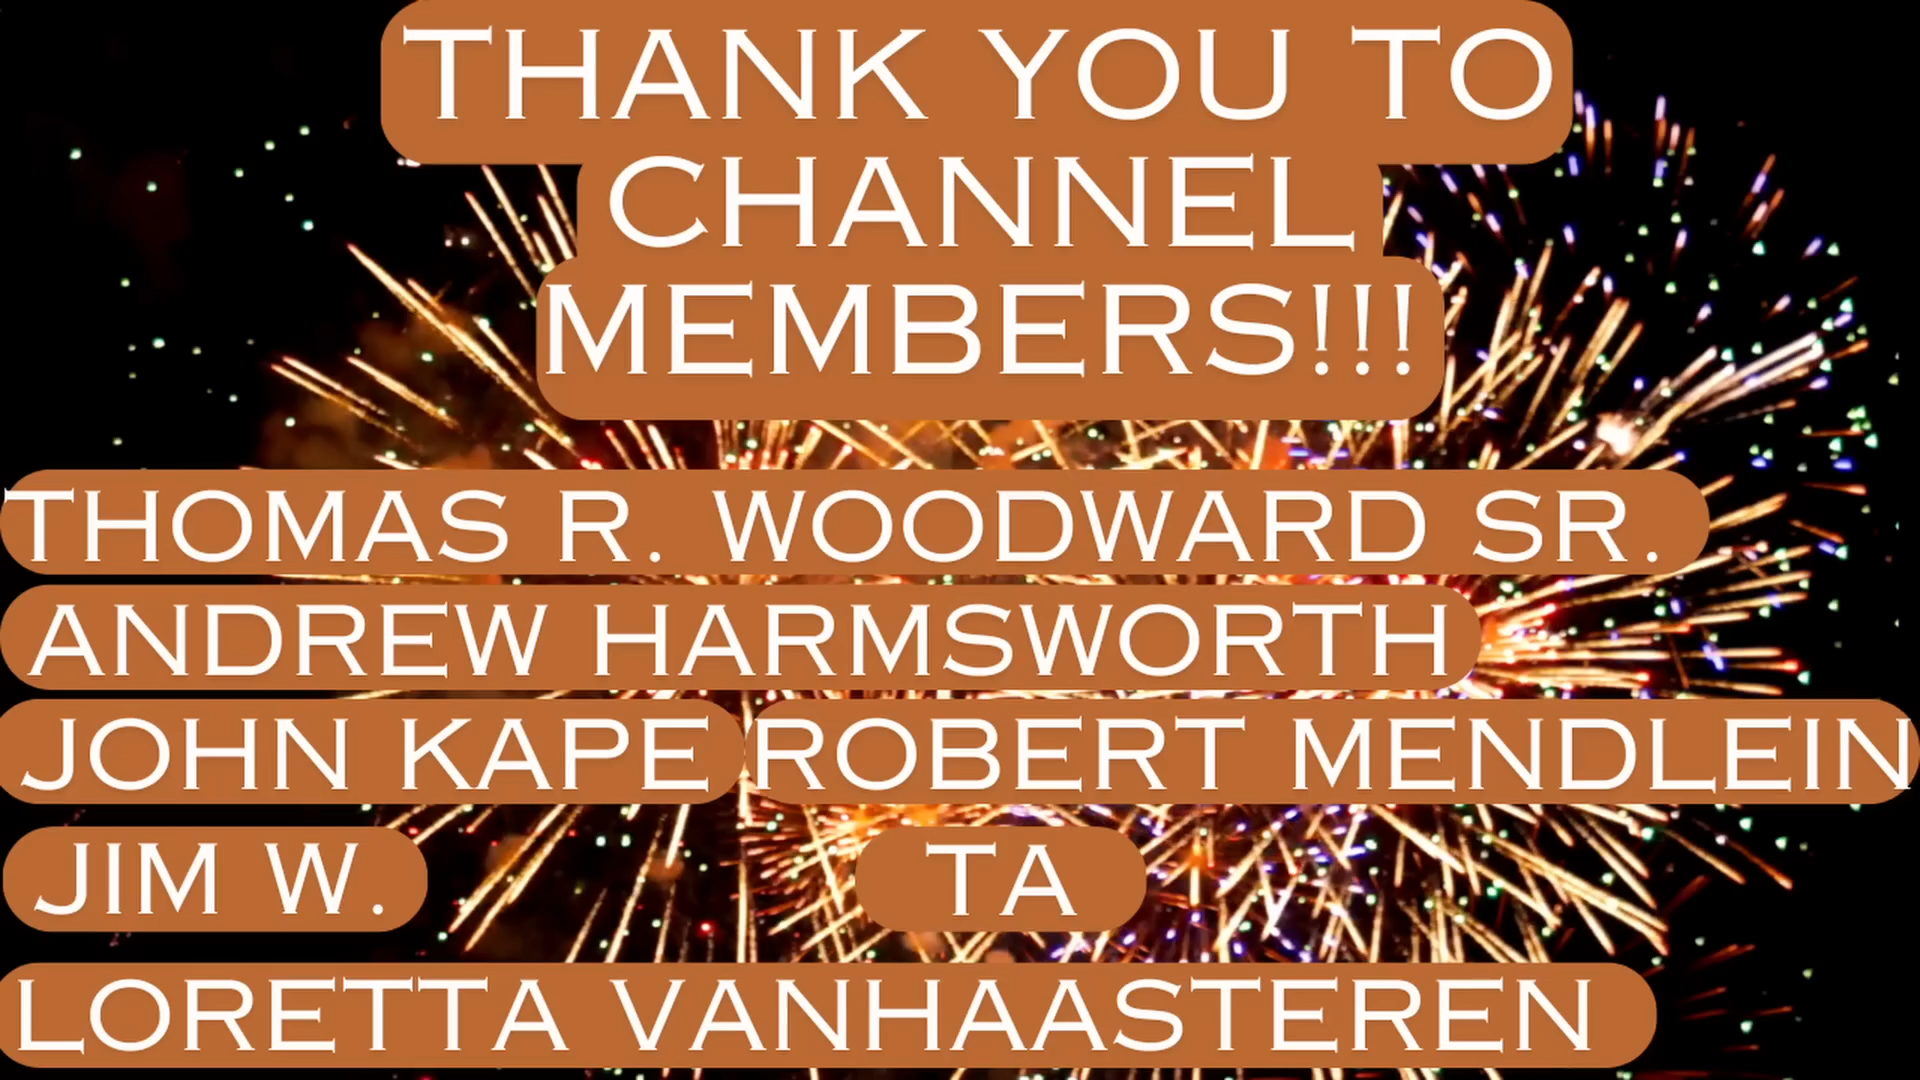 THANK YOU TO
CHANNEL
MEMBERS!!!
THOMAS R. WOODWARD SR.
ANDREW HARMSWORTH
JOHN KAPE ROBERT MENDLEIN
JIM W. TA
LORETTA VANHAASTEREN